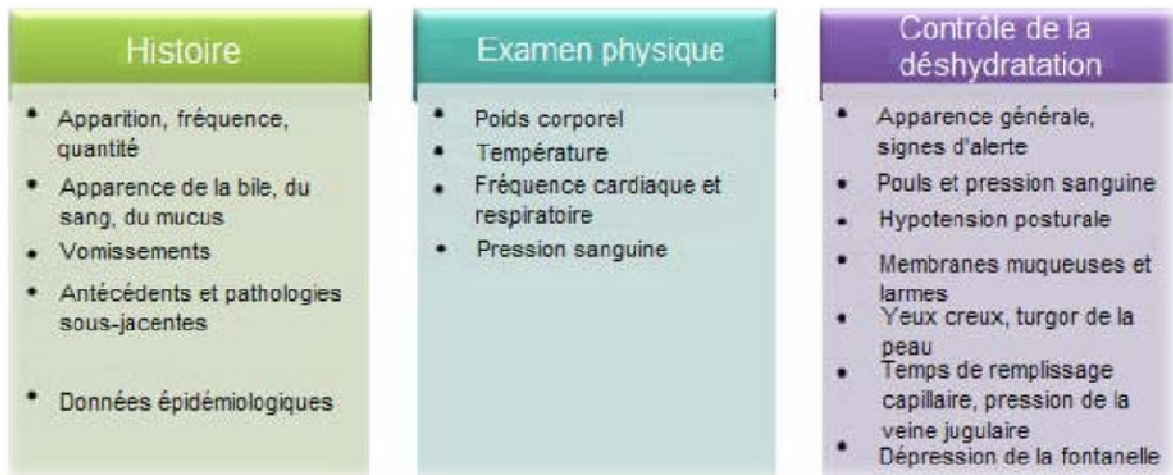 Histoire
• Apparition, fréquence,
quantité
• Apparence de la bile, du
sang, du mucus
• Vomissements
• Antécédents et pathologies
sous-jacentes
• Données épidémiologiques
Examen physique
• Poids corporel
• Température
• Fréquence cardiaque et
respiratoire
• Pression sanguine
Contrôle de la
déshydratation
• Apparence générale,
signes d'alerte
• Pouls et pression sanguine
• Hypotension posturale
• Membranes muqueuses et
larmes
• Yeux creux, turgor de la
peau
• Temps de remplissage
capillaire, pression de la
veine jugulaire
• Dépression de la fontanelle